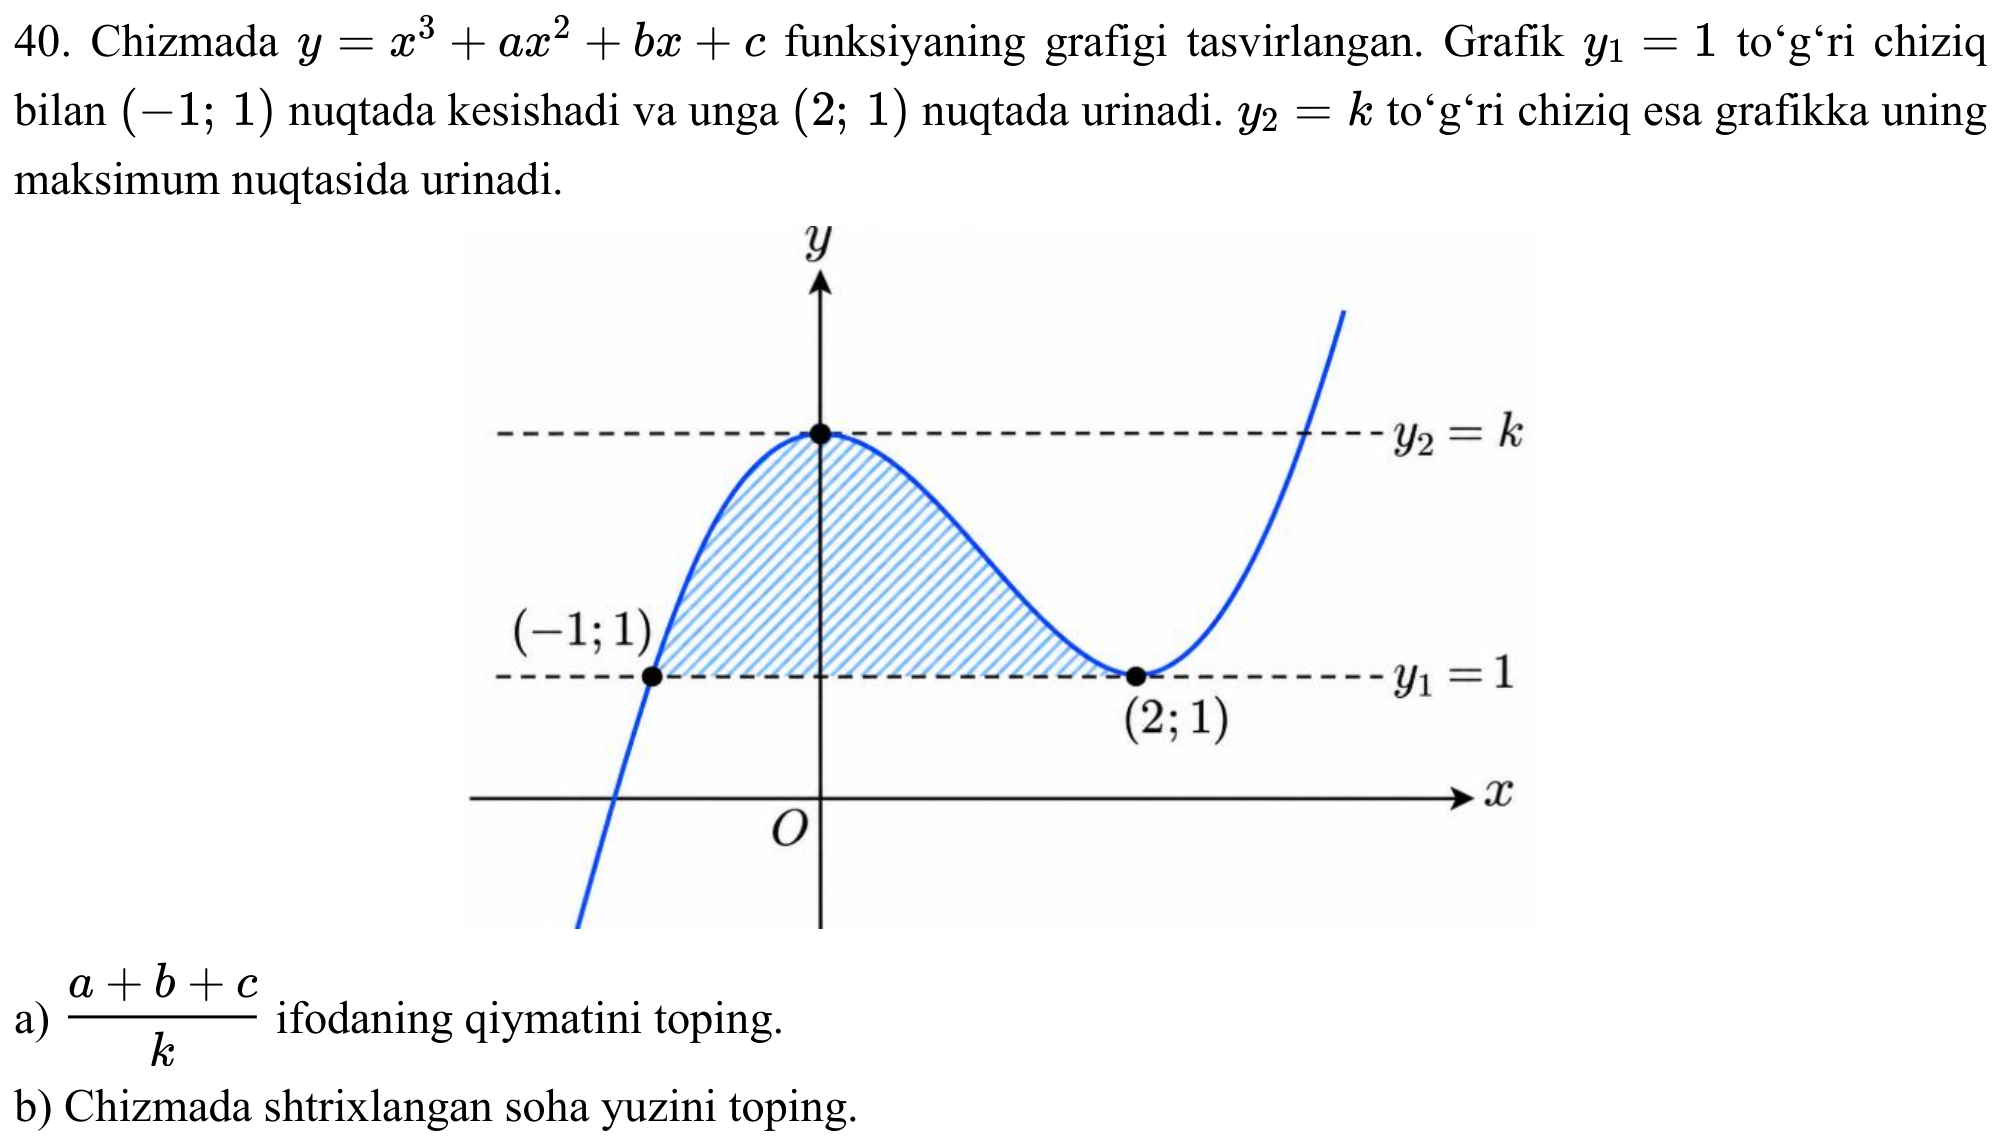 40. Chizmada y = x³ + ax² + bx + c funksiyaning grafigi tasvirlangan. Grafik y₁ = 1 to‘g‘ri chiziq
bilan (−1; 1) nuqtada kesishadi va unga (2; 1) nuqtada urinadi. y₂ = k to‘g‘ri chiziq esa grafikka uning
maksimum nuqtasida urinadi.
y
y₂ = k
(−1; 1)
y₁ = 1
(2; 1)
x
O
a) (a + b + c)/k ifodaning qiymatini toping.
b) Chizmada shtrixlangan soha yuzini toping.